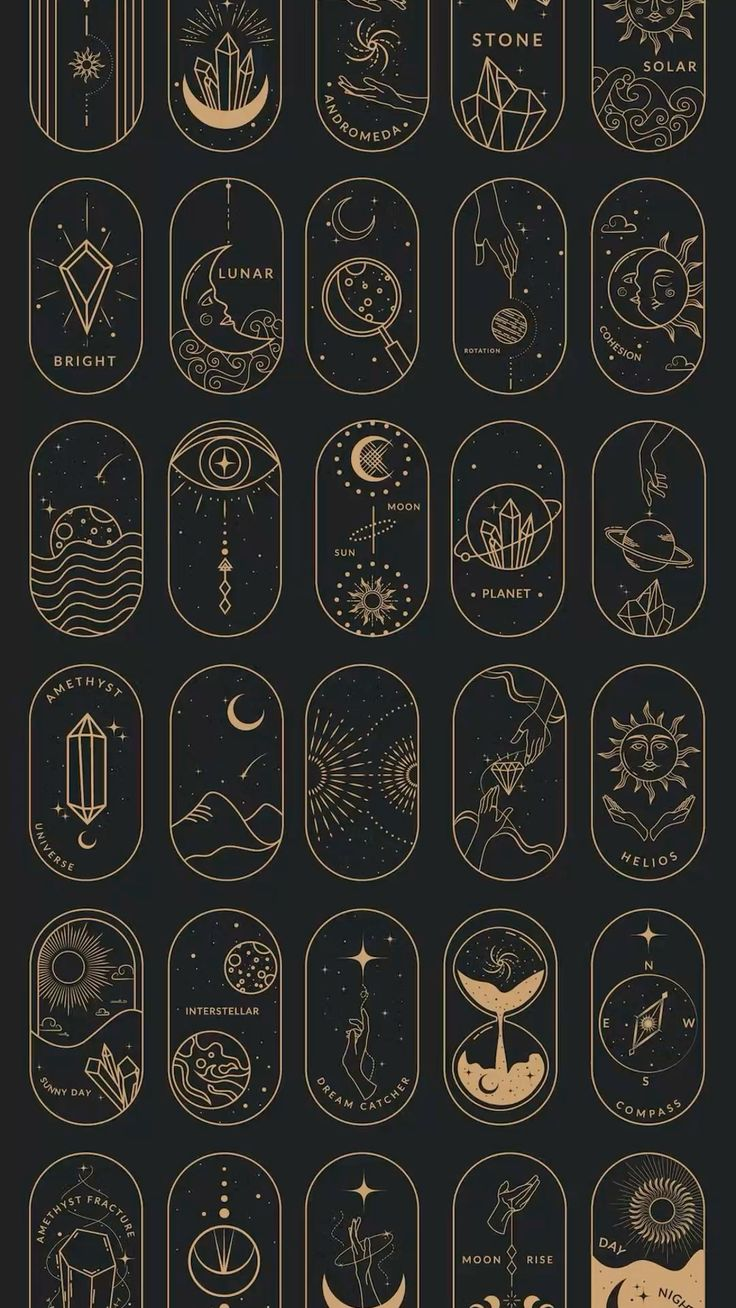 ANDROMEDA
STONE
SOLAR
BRIGHT
LUNAR
ROTATION
COHESION
MOON
SUN
PLANET
AMETHYST
UNIVERSE
HELIOS
SUNNY DAY
INTERSTELLAR
DREAM CATCHER
N
E W
S
COMPASS
AMETHYST FRACTURE
MOON RISE
DAY
NIGH